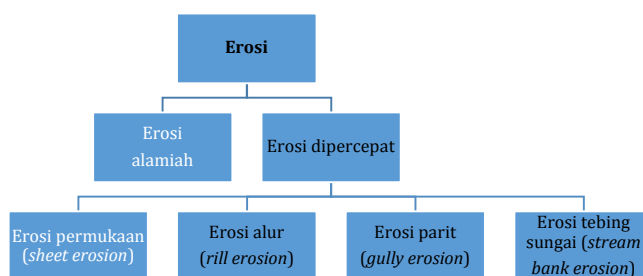 Erosi
Erosi
alamiah
Erosi dipercepat
Erosi permukaan
(sheet erosion)
Erosi alur
(rill erosion)
Erosi parit
(gully erosion)
Erosi tebing
sungai (stream
bank erosion)